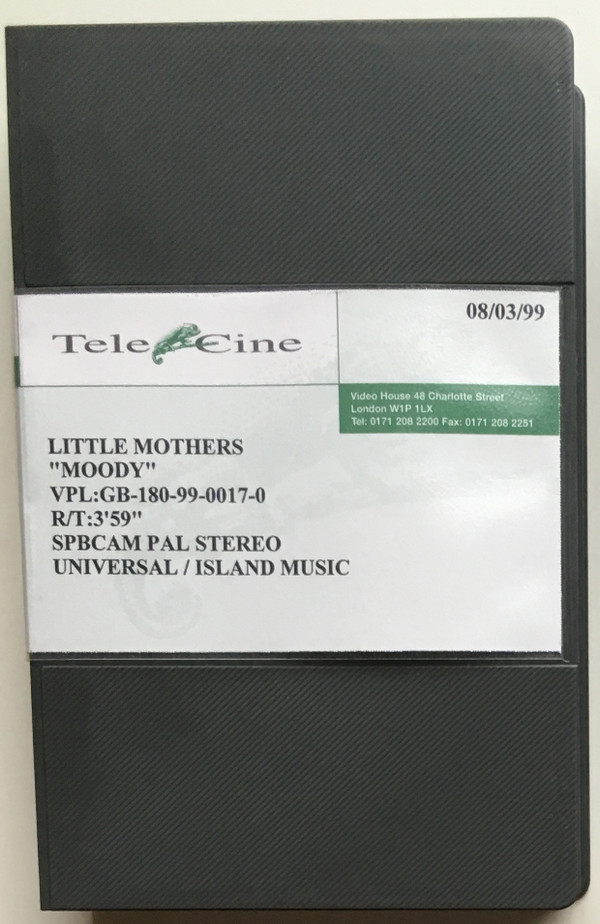 08/03/99
Tele Cine
Video House 48 Charlotte Street
London W1P 1LX
Tel: 0171 208 2200 Fax: 0171 208 2251
LITTLE MOTHERS
"MOODY"
VPL:GB-180-99-0017-0
R/T:3'59"
SPBCAM PAL STEREO
UNIVERSAL / ISLAND MUSIC